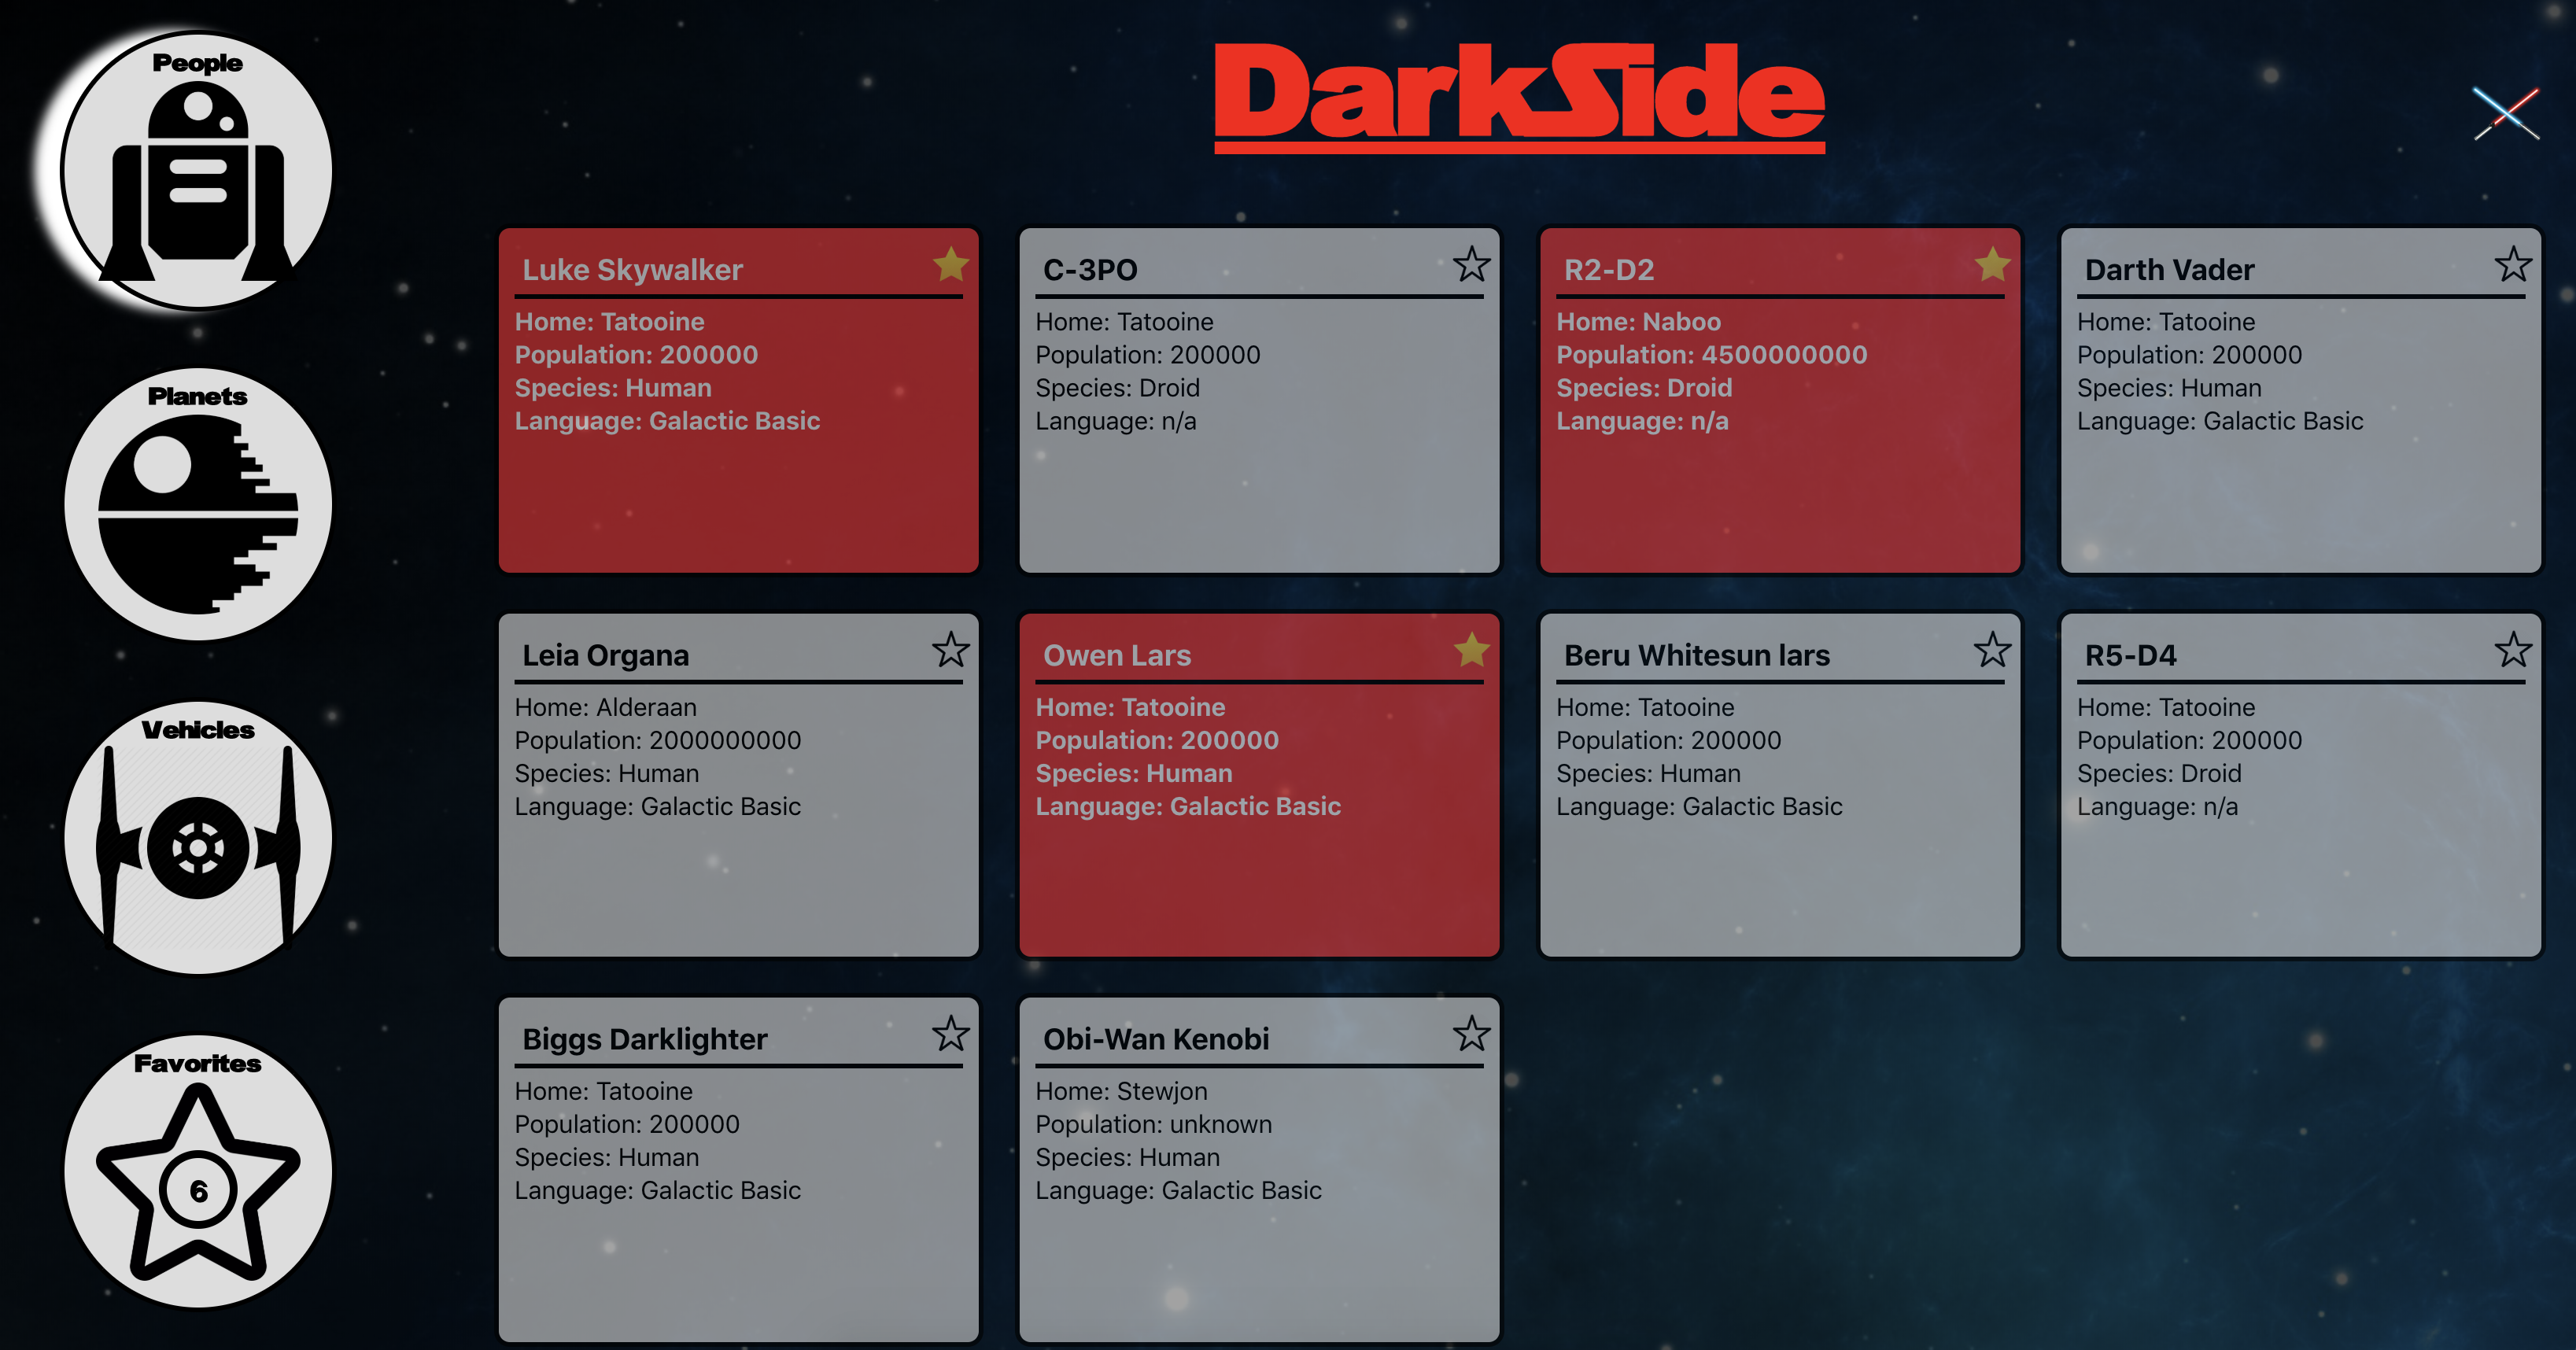 People
Planets
Vehicles
Favorites
6
DarkSide
Luke Skywalker
Home: Tatooine
Population: 200000
Species: Human
Language: Galactic Basic
C-3PO
Home: Tatooine
Population: 200000
Species: Droid
Language: n/a
R2-D2
Home: Naboo
Population: 4500000000
Species: Droid
Language: n/a
Darth Vader
Home: Tatooine
Population: 200000
Species: Human
Language: Galactic Basic
Leia Organa
Home: Alderaan
Population: 2000000000
Species: Human
Language: Galactic Basic
Owen Lars
Home: Tatooine
Population: 200000
Species: Human
Language: Galactic Basic
Beru Whitesun lars
Home: Tatooine
Population: 200000
Species: Human
Language: Galactic Basic
R5-D4
Home: Tatooine
Population: 200000
Species: Droid
Language: n/a
Biggs Darklighter
Home: Tatooine
Population: 200000
Species: Human
Language: Galactic Basic
Obi-Wan Kenobi
Home: Stewjon
Population: unknown
Species: Human
Language: Galactic Basic